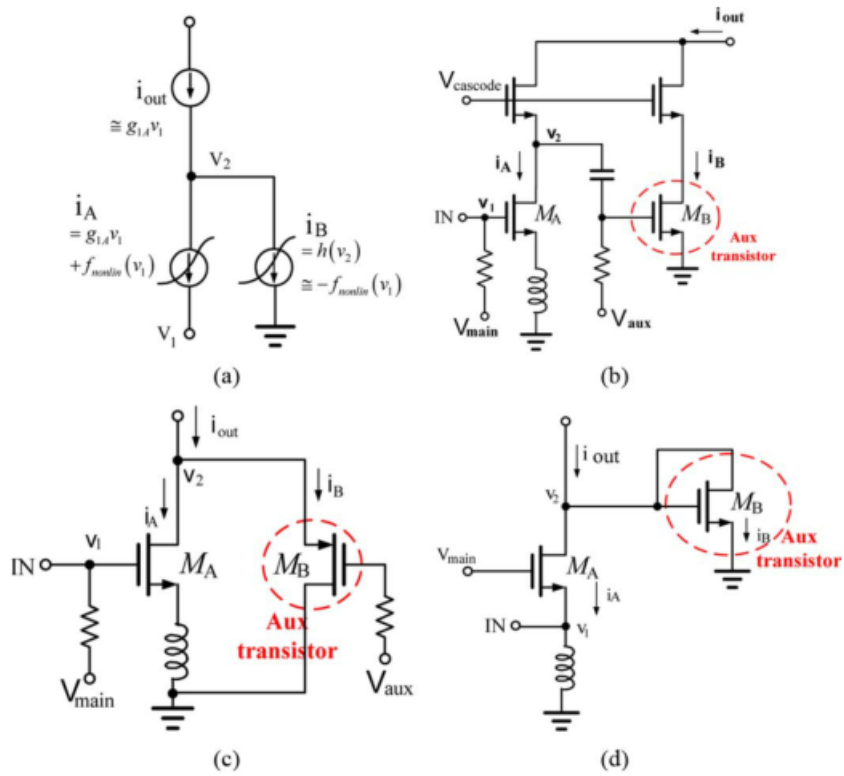 i_out
≅ g_1A v_1
V_2
i_A
= g_1A v_1
+ f_nonlin(v_1)
V_1
i_B
= h(v_2)
≅ -f_nonlin(v_1)
(a)
i_out
V_cascode
v_2
i_A
i_B
IN
v_1
M_A
M_B
Aux
transistor
V_main
V_aux
(b)
i_out
v_2
i_A
i_B
IN
v_1
M_A
M_B
Aux
transistor
V_main
V_aux
(c)
i out
v_2
V_main
M_A
i_A
IN
v_1
M_B
i_B
Aux
transistor
(d)